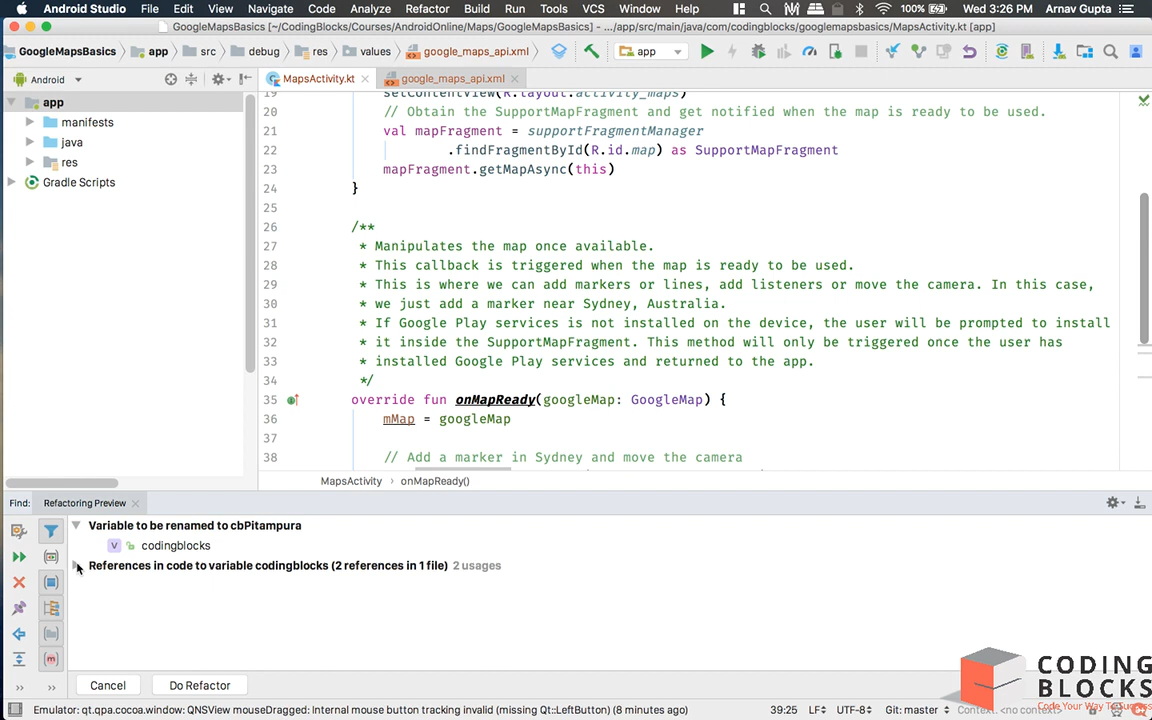 Android Studio File Edit View Navigate Code Analyze Refactor Build Run Tools VCS Window Help 100% Wed 3:26 PM Arnav Gupta
GoogleMapsBasics [~/CodingBlocks/Courses/AndroidOnline/Maps/GoogleMapsBasics] - .../app/src/main/java/com/codingblocks/googlemapsbasics/MapsActivity.kt [app]
GoogleMapsBasics app src debug res values google_maps_api.xml app
Android MapsActivity.kt google_maps_api.xml
app
manifests
java
res
Gradle Scripts
19 setContentView(R.layout.activity_maps)
20 // Obtain the SupportMapFragment and get notified when the map is ready to be used.
21 val mapFragment = supportFragmentManager
22 .findFragmentById(R.id.map) as SupportMapFragment
23 mapFragment.getMapAsync(this)
24 }
25
26 /**
27 * Manipulates the map once available.
28 * This callback is triggered when the map is ready to be used.
29 * This is where we can add markers or lines, add listeners or move the camera. In this case,
30 * we just add a marker near Sydney, Australia.
31 * If Google Play services is not installed on the device, the user will be prompted to install
32 * it inside the SupportMapFragment. This method will only be triggered once the user has
33 * installed Google Play services and returned to the app.
34 */
35 override fun onMapReady(googleMap: GoogleMap) {
36 mMap = googleMap
37
38 // Add a marker in Sydney and move the camera
MapsActivity › onMapReady()
Find: Refactoring Preview
Variable to be renamed to cbPitampura
codingblocks
References in code to variable codingblocks (2 references in 1 file) 2 usages
Cancel Do Refactor
CODING
BLOCKS
Code Your Way To Success
Emulator: qt.qpa.cocoa.window: QNSView mouseDragged: Internal mouse button tracking invalid (missing Qt::LeftButton) (8 minutes ago) 39:25 LF÷ UTF-8÷ Git: master÷ Context: <no context>